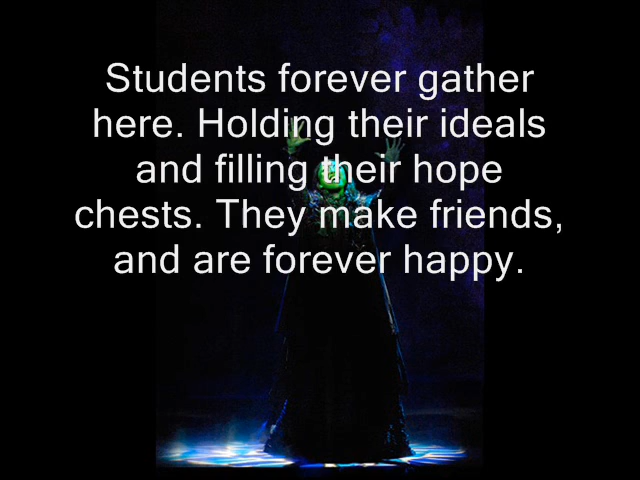 Students forever gather
here. Holding their ideals
and filling their hope
chests. They make friends,
and are forever happy.